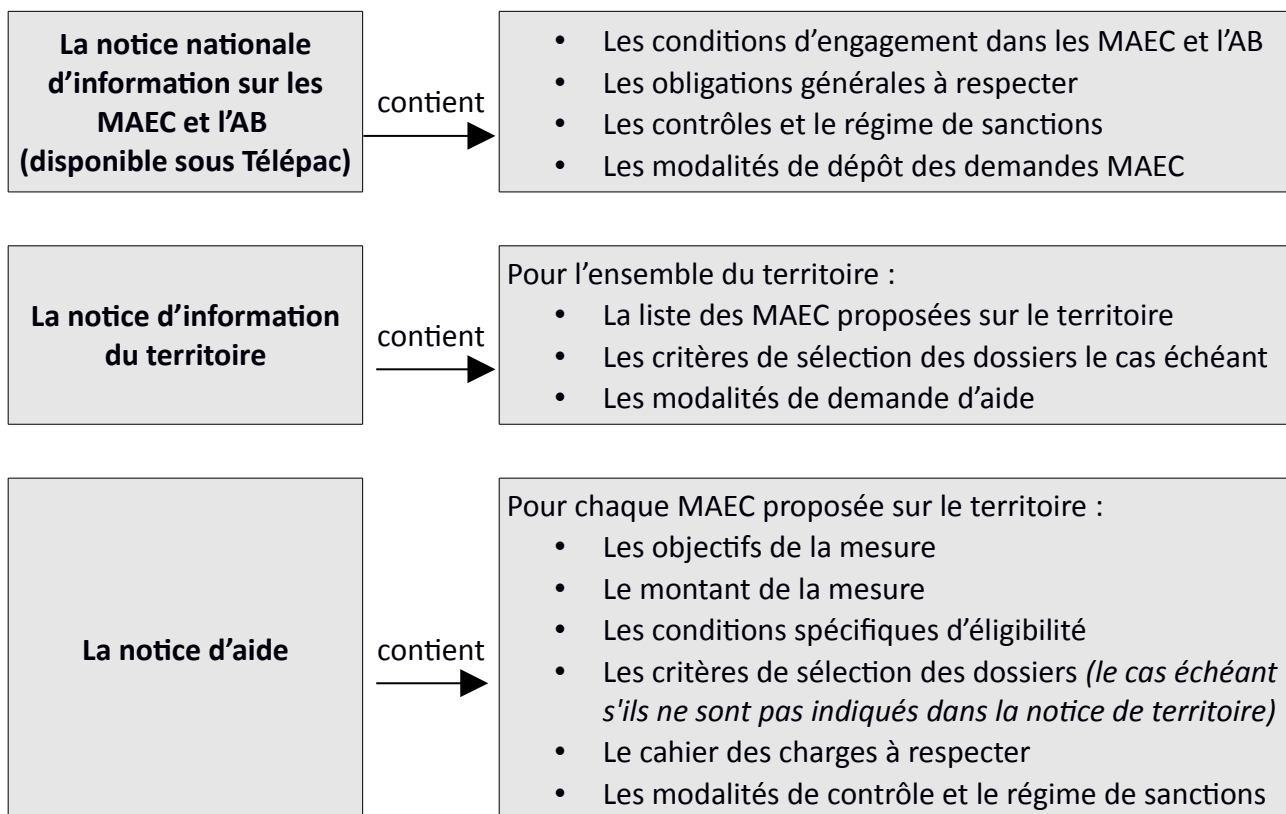 La notice nationale
d’information sur les
MAEC et l’AB
(disponible sous Télépac)
contient
• Les conditions d’engagement dans les MAEC et l’AB
• Les obligations générales à respecter
• Les contrôles et le régime de sanctions
• Les modalités de dépôt des demandes MAEC
La notice d’information
du territoire
contient
Pour l’ensemble du territoire :
• La liste des MAEC proposées sur le territoire
• Les critères de sélection des dossiers le cas échéant
• Les modalités de demande d’aide
La notice d’aide
contient
Pour chaque MAEC proposée sur le territoire :
• Les objectifs de la mesure
• Le montant de la mesure
• Les conditions spécifiques d’éligibilité
• Les critères de sélection des dossiers (le cas échéant
s'ils ne sont pas indiqués dans la notice de territoire)
• Le cahier des charges à respecter
• Les modalités de contrôle et le régime de sanctions